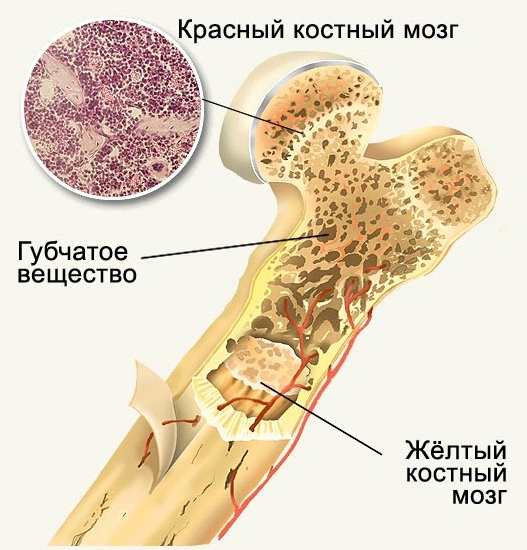 Красный костный мозг
Губчатое
вещество
Жёлтый
костный
мозг